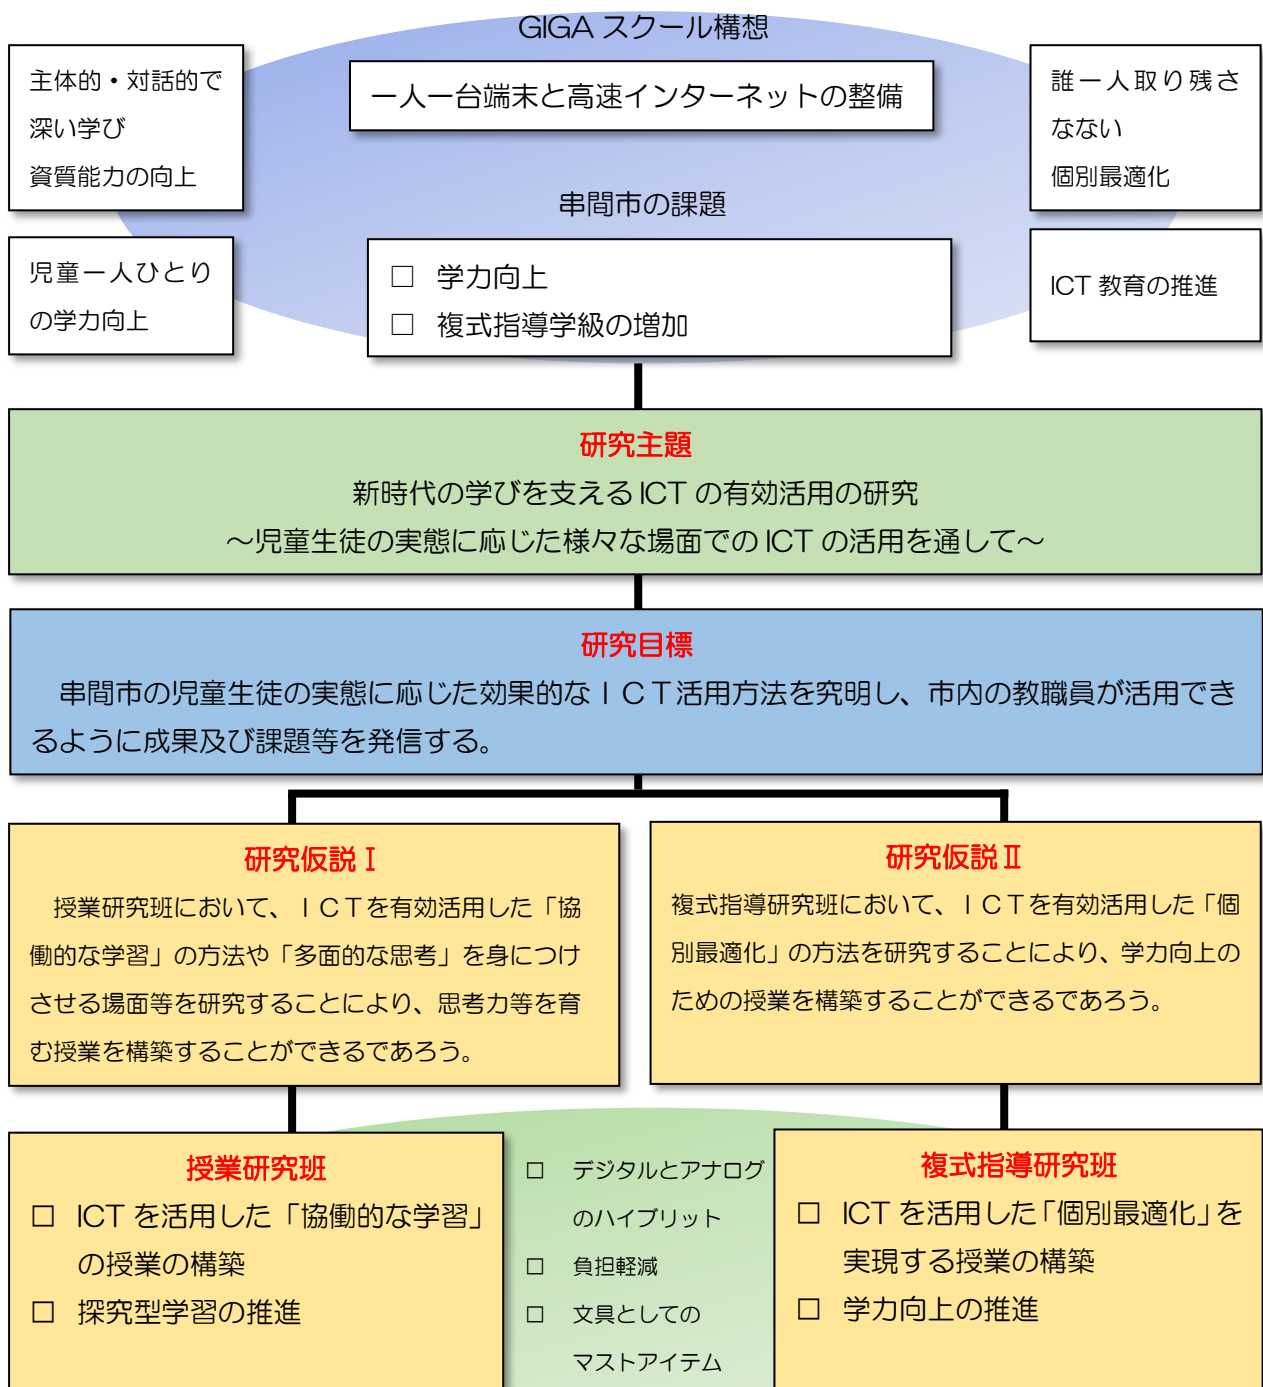 GIGA スクール構想
主体的・対話的で
深い学び
資質能力の向上
一人一台端末と高速インターネットの整備
誰一人取り残さ
なない
個別最適化
串間市の課題
児童一人ひとり
の学力向上
□ 学力向上
□ 複式指導学級の増加
ICT 教育の推進
研究主題
新時代の学びを支える ICT の有効活用の研究
～児童生徒の実態に応じた様々な場面での ICT の活用を通して～
研究目標
串間市の児童生徒の実態に応じた効果的なＩＣＴ活用方法を究明し、市内の教職員が活用でき
るように成果及び課題等を発信する。
研究仮説Ⅰ
授業研究班において、ＩＣＴを有効活用した「協
働的な学習」の方法や「多面的な思考」を身につけ
させる場面等を研究することにより、思考力等を育
む授業を構築することができるであろう。
研究仮説Ⅱ
複式指導研究班において、ＩＣＴを有効活用した「個
別最適化」の方法を研究することにより、学力向上の
ための授業を構築することができるであろう。
授業研究班
□ ICT を活用した「協働的な学習」
の授業の構築
□ 探究型学習の推進
□ デジタルとアナログ
のハイブリット
□ 負担軽減
□ 文具としての
マストアイテム
複式指導研究班
□ ICT を活用した「個別最適化」を
実現する授業の構築
□ 学力向上の推進